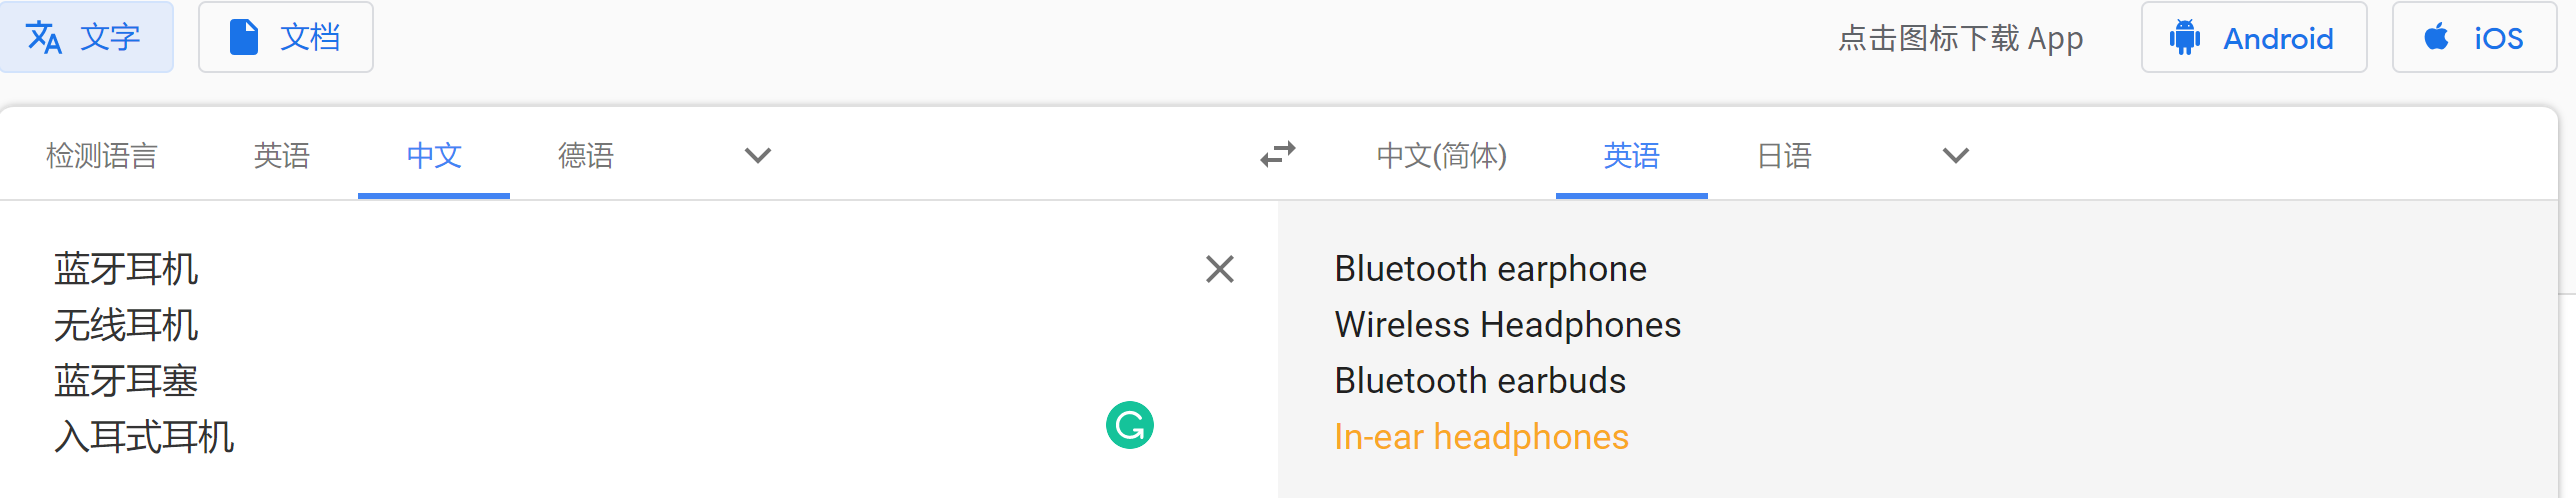 文字 文档 点击图标下载 App Android iOS
检测语言 英语 中文 德语 中文(简体) 英语 日语
蓝牙耳机
无线耳机
蓝牙耳塞
入耳式耳机
Bluetooth earphone
Wireless Headphones
Bluetooth earbuds
In-ear headphones